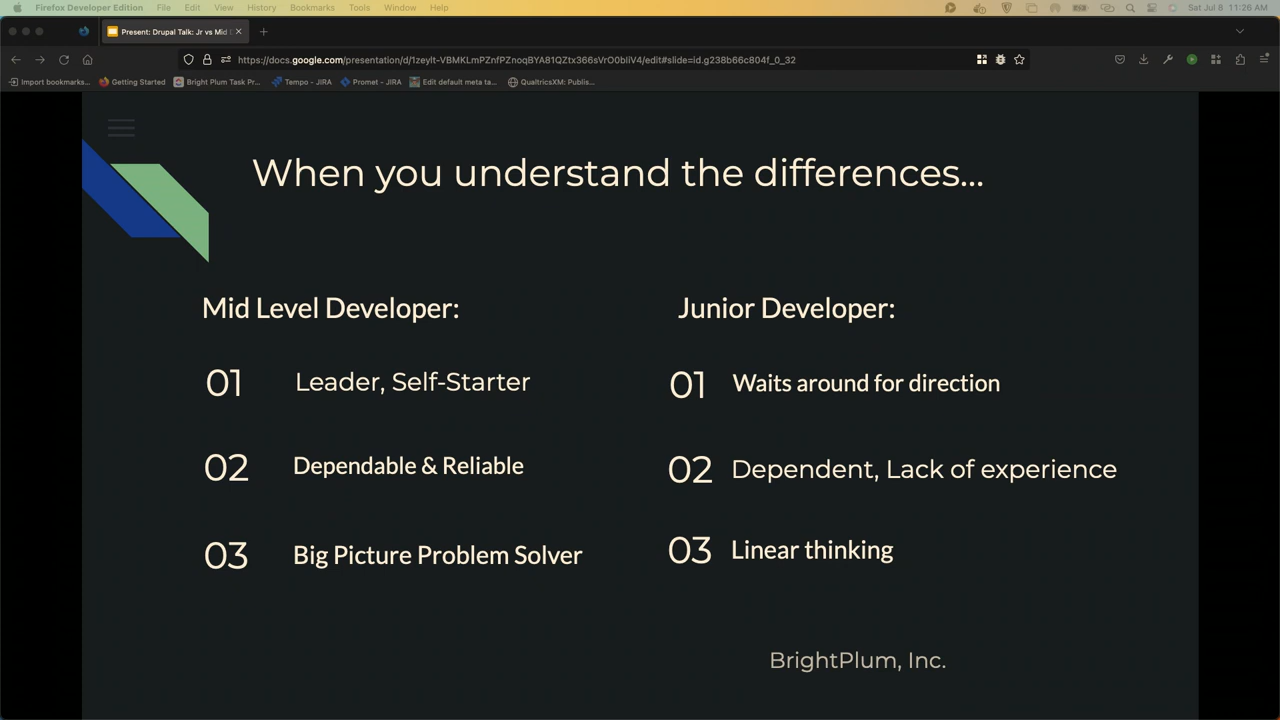 Firefox Developer Edition File Edit View History Bookmarks Tools Window Help Sat Jul 8 11:26 AM
Present: Drupal Talk: Jr vs Mid
https://docs.google.com/presentation/d/1zeylt-VBMKLmPZnfPZnoqBYA81QZtx366sVrO0bliV4/edit#slide=id.g238b66c804f_0_32
Import bookmarks... Getting Started Bright Plum Task Pr... Tempo - JIRA Promet - JIRA Edit default meta ta... QualtricsXM: Publis...
When you understand the differences...
Mid Level Developer:
01 Leader, Self-Starter
02 Dependable & Reliable
03 Big Picture Problem Solver
Junior Developer:
01 Waits around for direction
02 Dependent, Lack of experience
03 Linear thinking
BrightPlum, Inc.